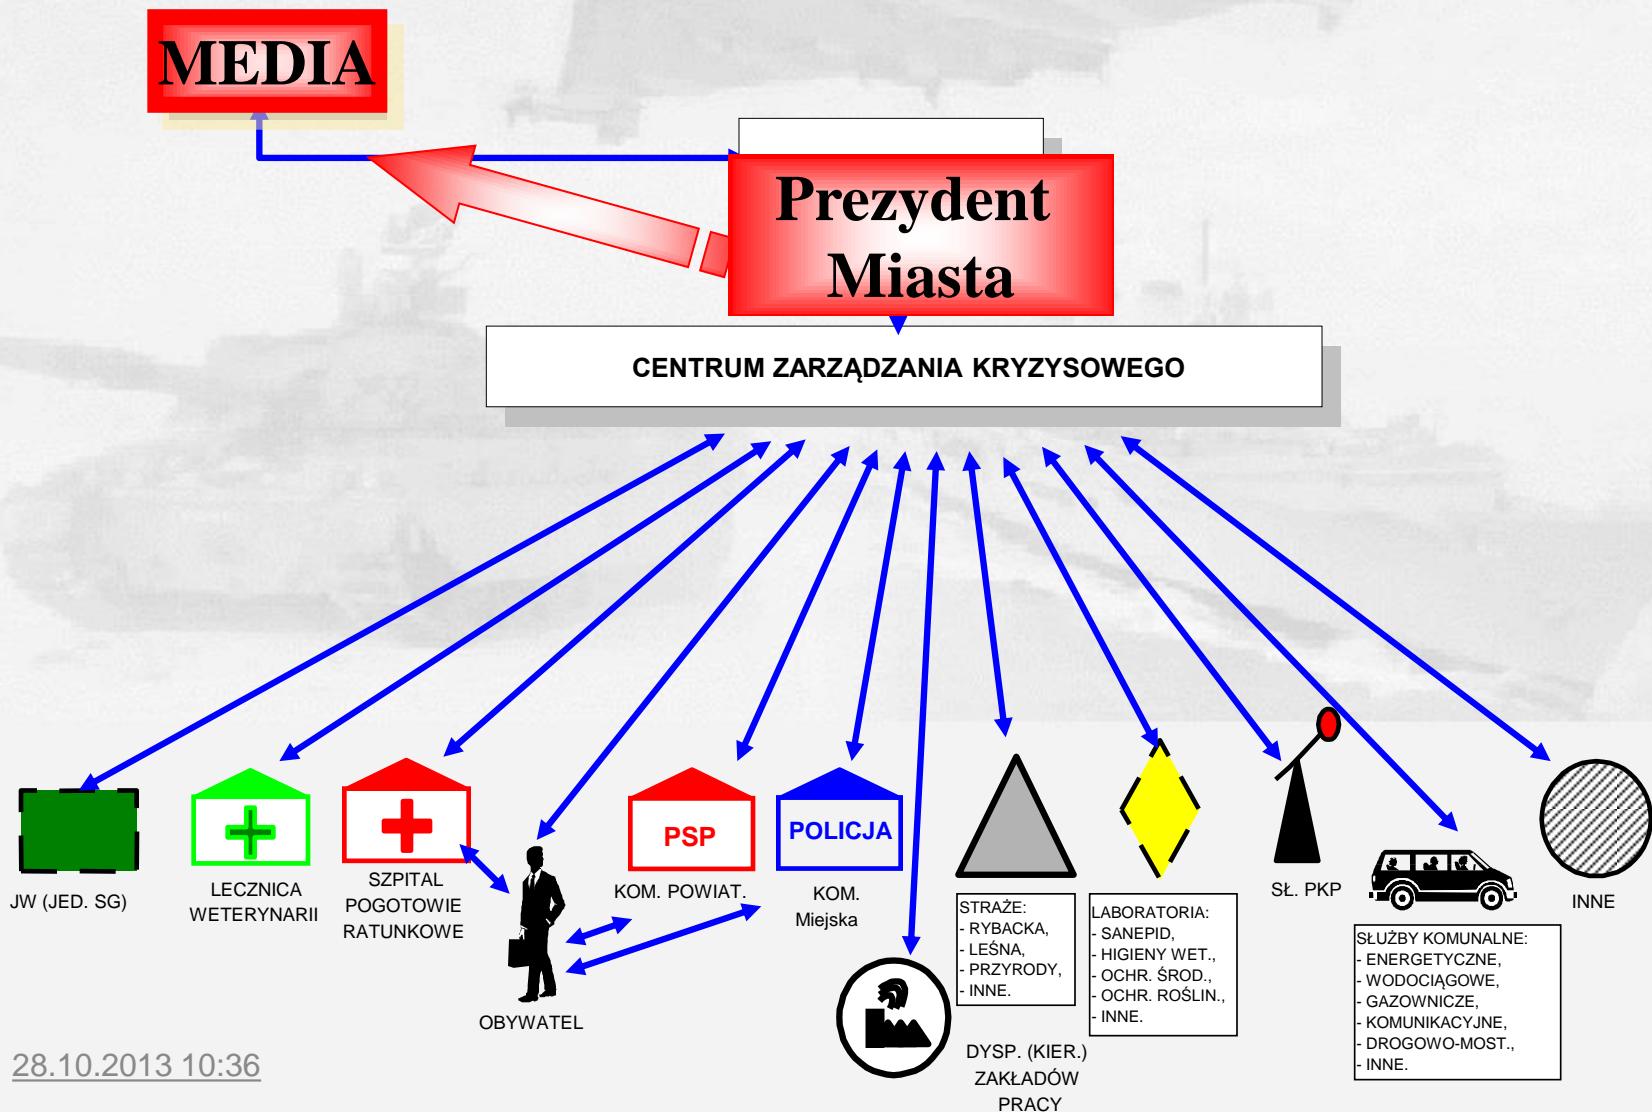 MEDIA
Prezydent
Miasta
CENTRUM ZARZĄDZANIA KRYZYSOWEGO
JW (JED. SG)
LECZNICA
WETERYNARII
SZPITAL
POGOTOWIE
RATUNKOWE
OBYWATEL
PSP
KOM. POWIAT.
POLICJA
KOM.
Miejska
DYSP. (KIER.)
ZAKŁADÓW
PRACY
STRAŻE:
- RYBACKA,
- LEŚNA,
- PRZYRODY,
- INNE.
LABORATORIA:
- SANEPID,
- HIGIENY WET.,
- OCHR. ŚROD.,
- OCHR. ROŚLIN.,
- INNE.
SŁ. PKP
SŁUŻBY KOMUNALNE:
- ENERGETYCZNE,
- WODOCIĄGOWE,
- GAZOWNICZE,
- KOMUNIKACYJNE,
- DROGOWO-MOST.,
- INNE.
INNE
28.10.2013 10:36